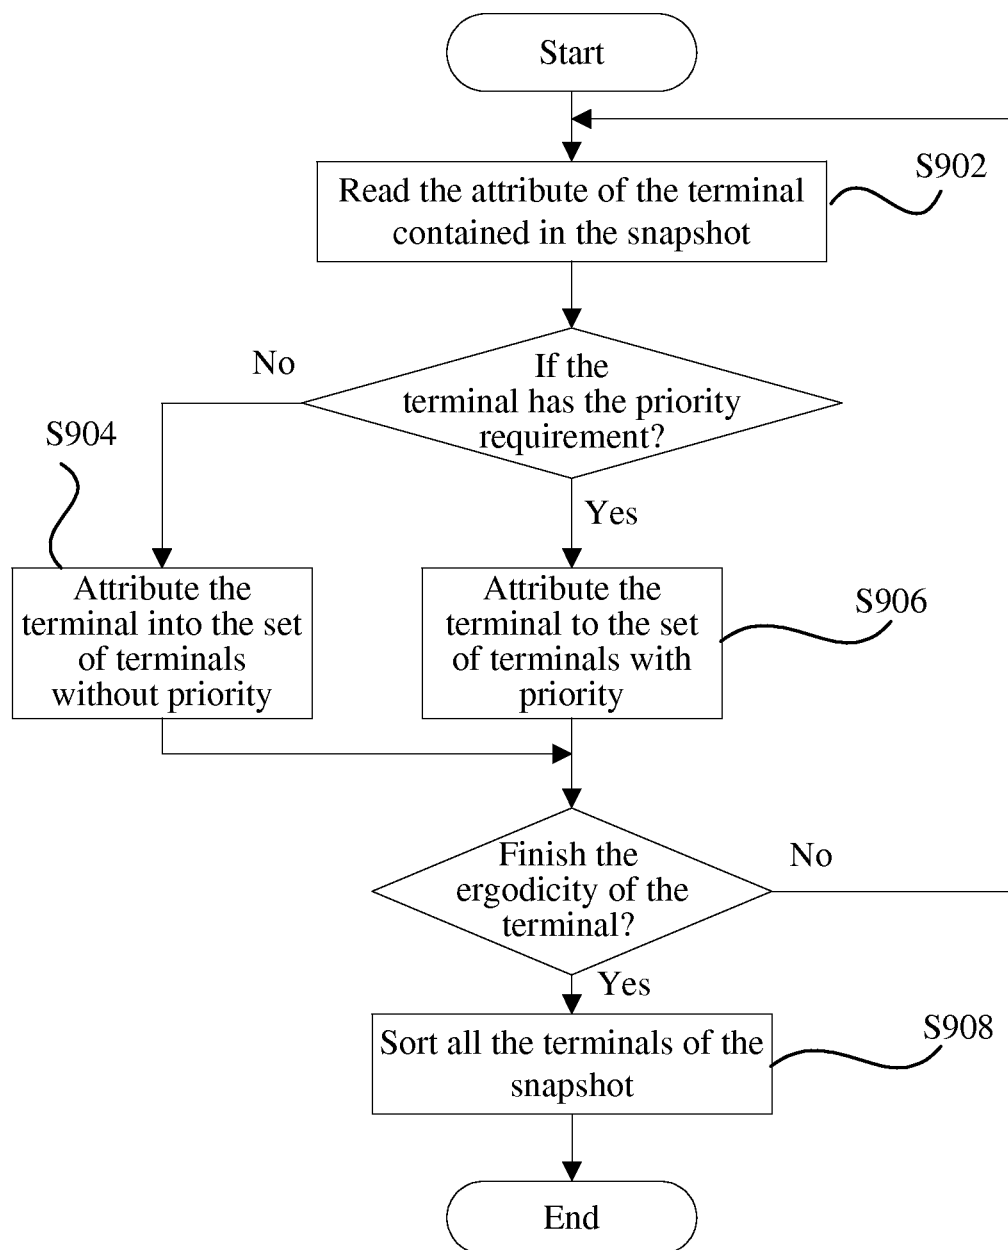 Start
S902
Read the attribute of the terminal
contained in the snapshot
No
If the
terminal has the priority
requirement?
S904
Yes
Attribute the
terminal into the set
of terminals
without priority
Attribute the
terminal to the set
of terminals with
priority
S906
Finish the
ergodicity of the
terminal?
No
Yes
Sort all the terminals of the
snapshot
S908
End